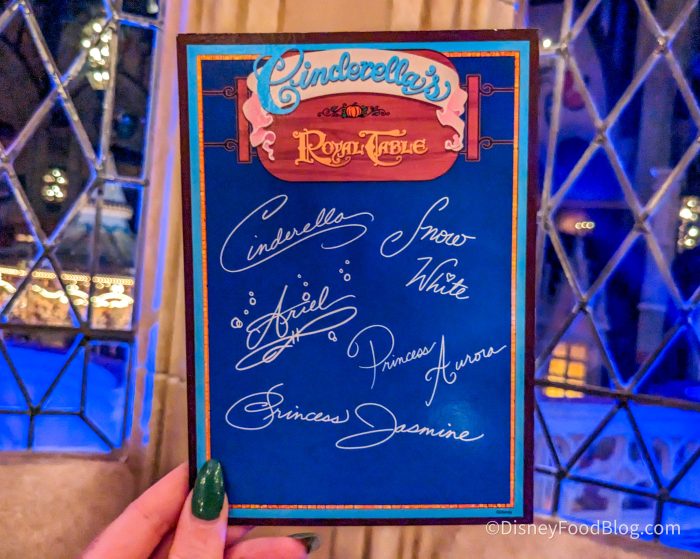 Cinderella's
Royal Table
Cinderella
Snow
White
Ariel
Princess Aurora
Princess Jasmine
©DisneyFoodBlog.com